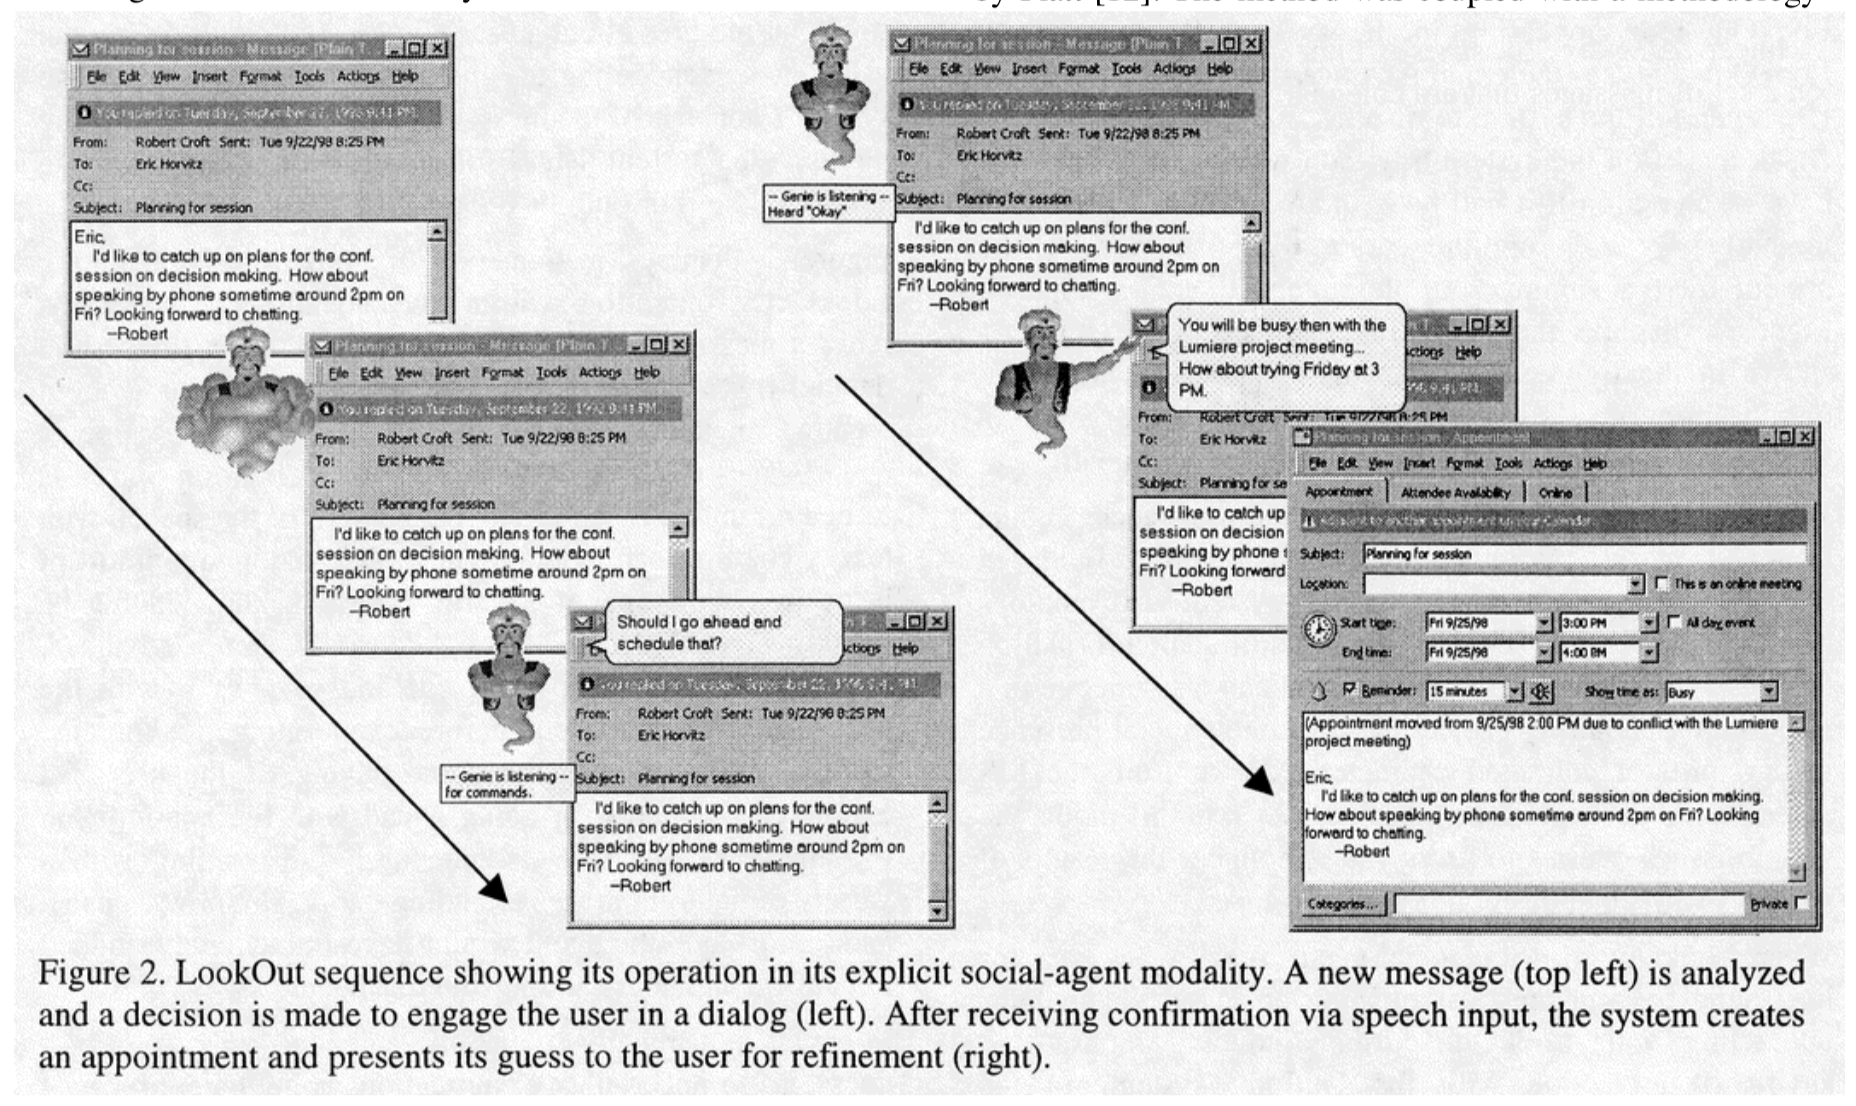 by Platt [12]. The method was coupled with a methodology
Planning for session - Message (Plain T...
File Edit View Insert Format Tools Actions Help
You replied on Tuesday, September 22, 1998 9:41 PM.
From: Robert Croft Sent: Tue 9/22/98 8:25 PM
To: Eric Horvitz
Cc:
Subject: Planning for session
Eric,
I'd like to catch up on plans for the conf.
session on decision making. How about
speaking by phone sometime around 2pm on
Fri? Looking forward to chatting.
–Robert
Planning for session - Message (Plain T...
File Edit View Insert Format Tools Actions Help
You replied on Tuesday, September 22, 1998 9:41 PM.
From: Robert Croft Sent: Tue 9/22/98 8:25 PM
To: Eric Horvitz
Cc:
Subject: Planning for session
I'd like to catch up on plans for the conf.
session on decision making. How about
speaking by phone sometime around 2pm on
Fri? Looking forward to chatting.
–Robert
Should I go ahead and
schedule that?
ctions Help
You replied on Tuesday, September 22, 1998 9:41 PM.
From: Robert Croft Sent: Tue 9/22/98 8:25 PM
To: Eric Horvitz
Cc:
-- Genie is listening --
for commands.
Subject: Planning for session
I'd like to catch up on plans for the conf.
session on decision making. How about
speaking by phone sometime around 2pm on
Fri? Looking forward to chatting.
–Robert
Planning for session - Message (Plain T...
File Edit View Insert Format Tools Actions Help
You replied on Tuesday, September 22, 1998 9:41 PM.
From: Robert Croft Sent: Tue 9/22/98 8:25 PM
To: Eric Horvitz
Cc:
-- Genie is listening --
Heard "Okay"
Subject: Planning for session
I'd like to catch up on plans for the conf.
session on decision making. How about
speaking by phone sometime around 2pm on
Fri? Looking forward to chatting.
–Robert
You will be busy then with the
Lumiere project meeting...
How about trying Friday at 3
PM.
ctions Help
From: Robert Croft Sent: Tue 9/22/98 8:25 PM
To: Eric Horvitz
Cc:
Subject: Planning for se
I'd like to catch up
session on decision
speaking by phone s
Fri? Looking forward
–Robert
Planning for session - Appointment
File Edit View Insert Format Tools Actions Help
Appointment Attendee Availability Online
Adjacent to another appointment on your Calendar.
Subject: Planning for session
Location: This is an online meeting
Start time: Fri 9/25/98 3:00 PM All day event
End time: Fri 9/25/98 4:00 PM
Reminder: 15 minutes Show time as: Busy
(Appointment moved from 9/25/98 2:00 PM due to conflict with the Lumiere
project meeting)
Eric,
I'd like to catch up on plans for the conf. session on decision making.
How about speaking by phone sometime around 2pm on Fri? Looking
forward to chatting.
–Robert
Categories... Private
Figure 2. LookOut sequence showing its operation in its explicit social-agent modality. A new message (top left) is analyzed
and a decision is made to engage the user in a dialog (left). After receiving confirmation via speech input, the system creates
an appointment and presents its guess to the user for refinement (right).